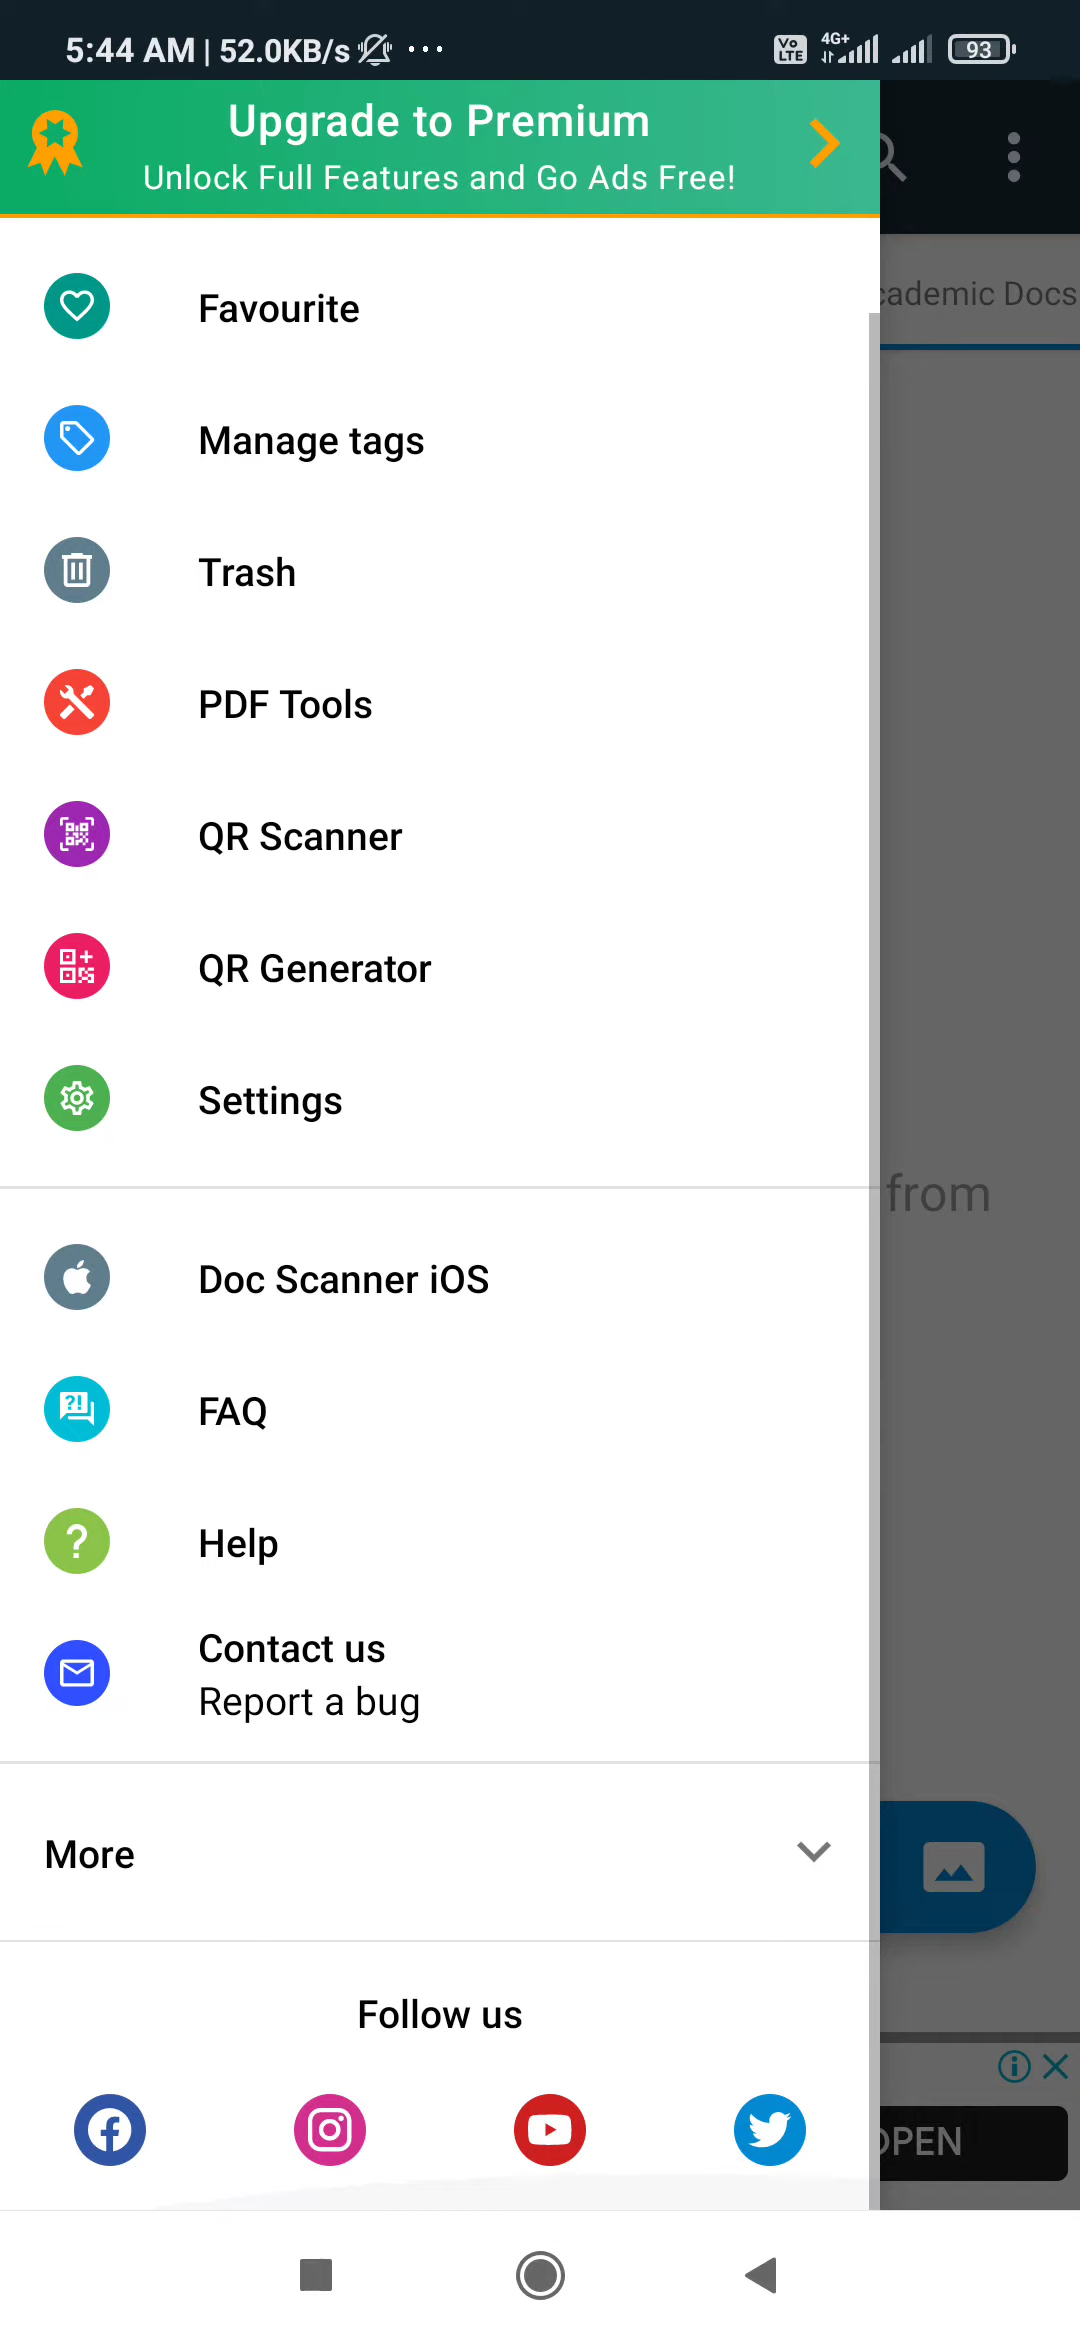 5:44 AM | 52.0KB/s ...
Vo LTE 4G+ 93
Upgrade to Premium
Unlock Full Features and Go Ads Free!
cademic Docs
Favourite
Manage tags
Trash
PDF Tools
QR Scanner
QR Generator
Settings
from
Doc Scanner iOS
FAQ
Help
Contact us
Report a bug
More
Follow us
OPEN